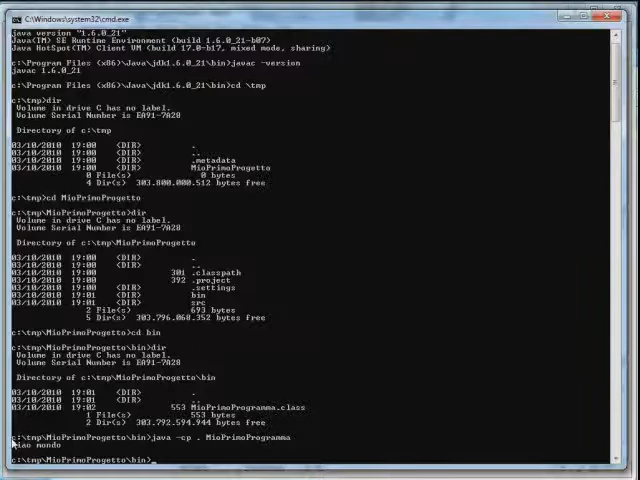 C:\Windows\system32\cmd.exe
java version "1.6.0_21"
Java(TM) SE Runtime Environment (build 1.6.0_21-b07)
Java HotSpot(TM) Client VM (build 17.0-b17, mixed mode, sharing)
c:\Program Files (x86)\Java\jdk1.6.0_21\bin>javac -version
javac 1.6.0_21
c:\Program Files (x86)\Java\jdk1.6.0_21\bin>cd \tmp
c:\tmp>dir
Volume in drive C has no label.
Volume Serial Number is EA91-7A28
Directory of c:\tmp
03/10/2010 19:00 <DIR> .
03/10/2010 19:00 <DIR> ..
03/10/2010 19:00 <DIR> .metadata
03/10/2010 19:00 <DIR> MioPrimoProgetto
0 File(s) 0 bytes
4 Dir(s) 303.800.000.512 bytes free
c:\tmp>cd MioPrimoProgetto
c:\tmp\MioPrimoProgetto>dir
Volume in drive C has no label.
Volume Serial Number is EA91-7A28
Directory of c:\tmp\MioPrimoProgetto
03/10/2010 19:00 <DIR> .
03/10/2010 19:00 <DIR> ..
03/10/2010 19:00 301 .classpath
03/10/2010 19:00 392 .project
03/10/2010 19:00 <DIR> .settings
03/10/2010 19:01 <DIR> bin
03/10/2010 19:01 <DIR> src
2 File(s) 693 bytes
5 Dir(s) 303.796.068.352 bytes free
c:\tmp\MioPrimoProgetto>cd bin
c:\tmp\MioPrimoProgetto\bin>dir
Volume in drive C has no label.
Volume Serial Number is EA91-7A28
Directory of c:\tmp\MioPrimoProgetto\bin
03/10/2010 19:01 <DIR> .
03/10/2010 19:01 <DIR> ..
03/10/2010 19:02 553 MioPrimoProgramma.class
1 File(s) 553 bytes
2 Dir(s) 303.792.594.944 bytes free
c:\tmp\MioPrimoProgetto\bin>java -cp . MioPrimoProgramma
ciao mondo
c:\tmp\MioPrimoProgetto\bin>_